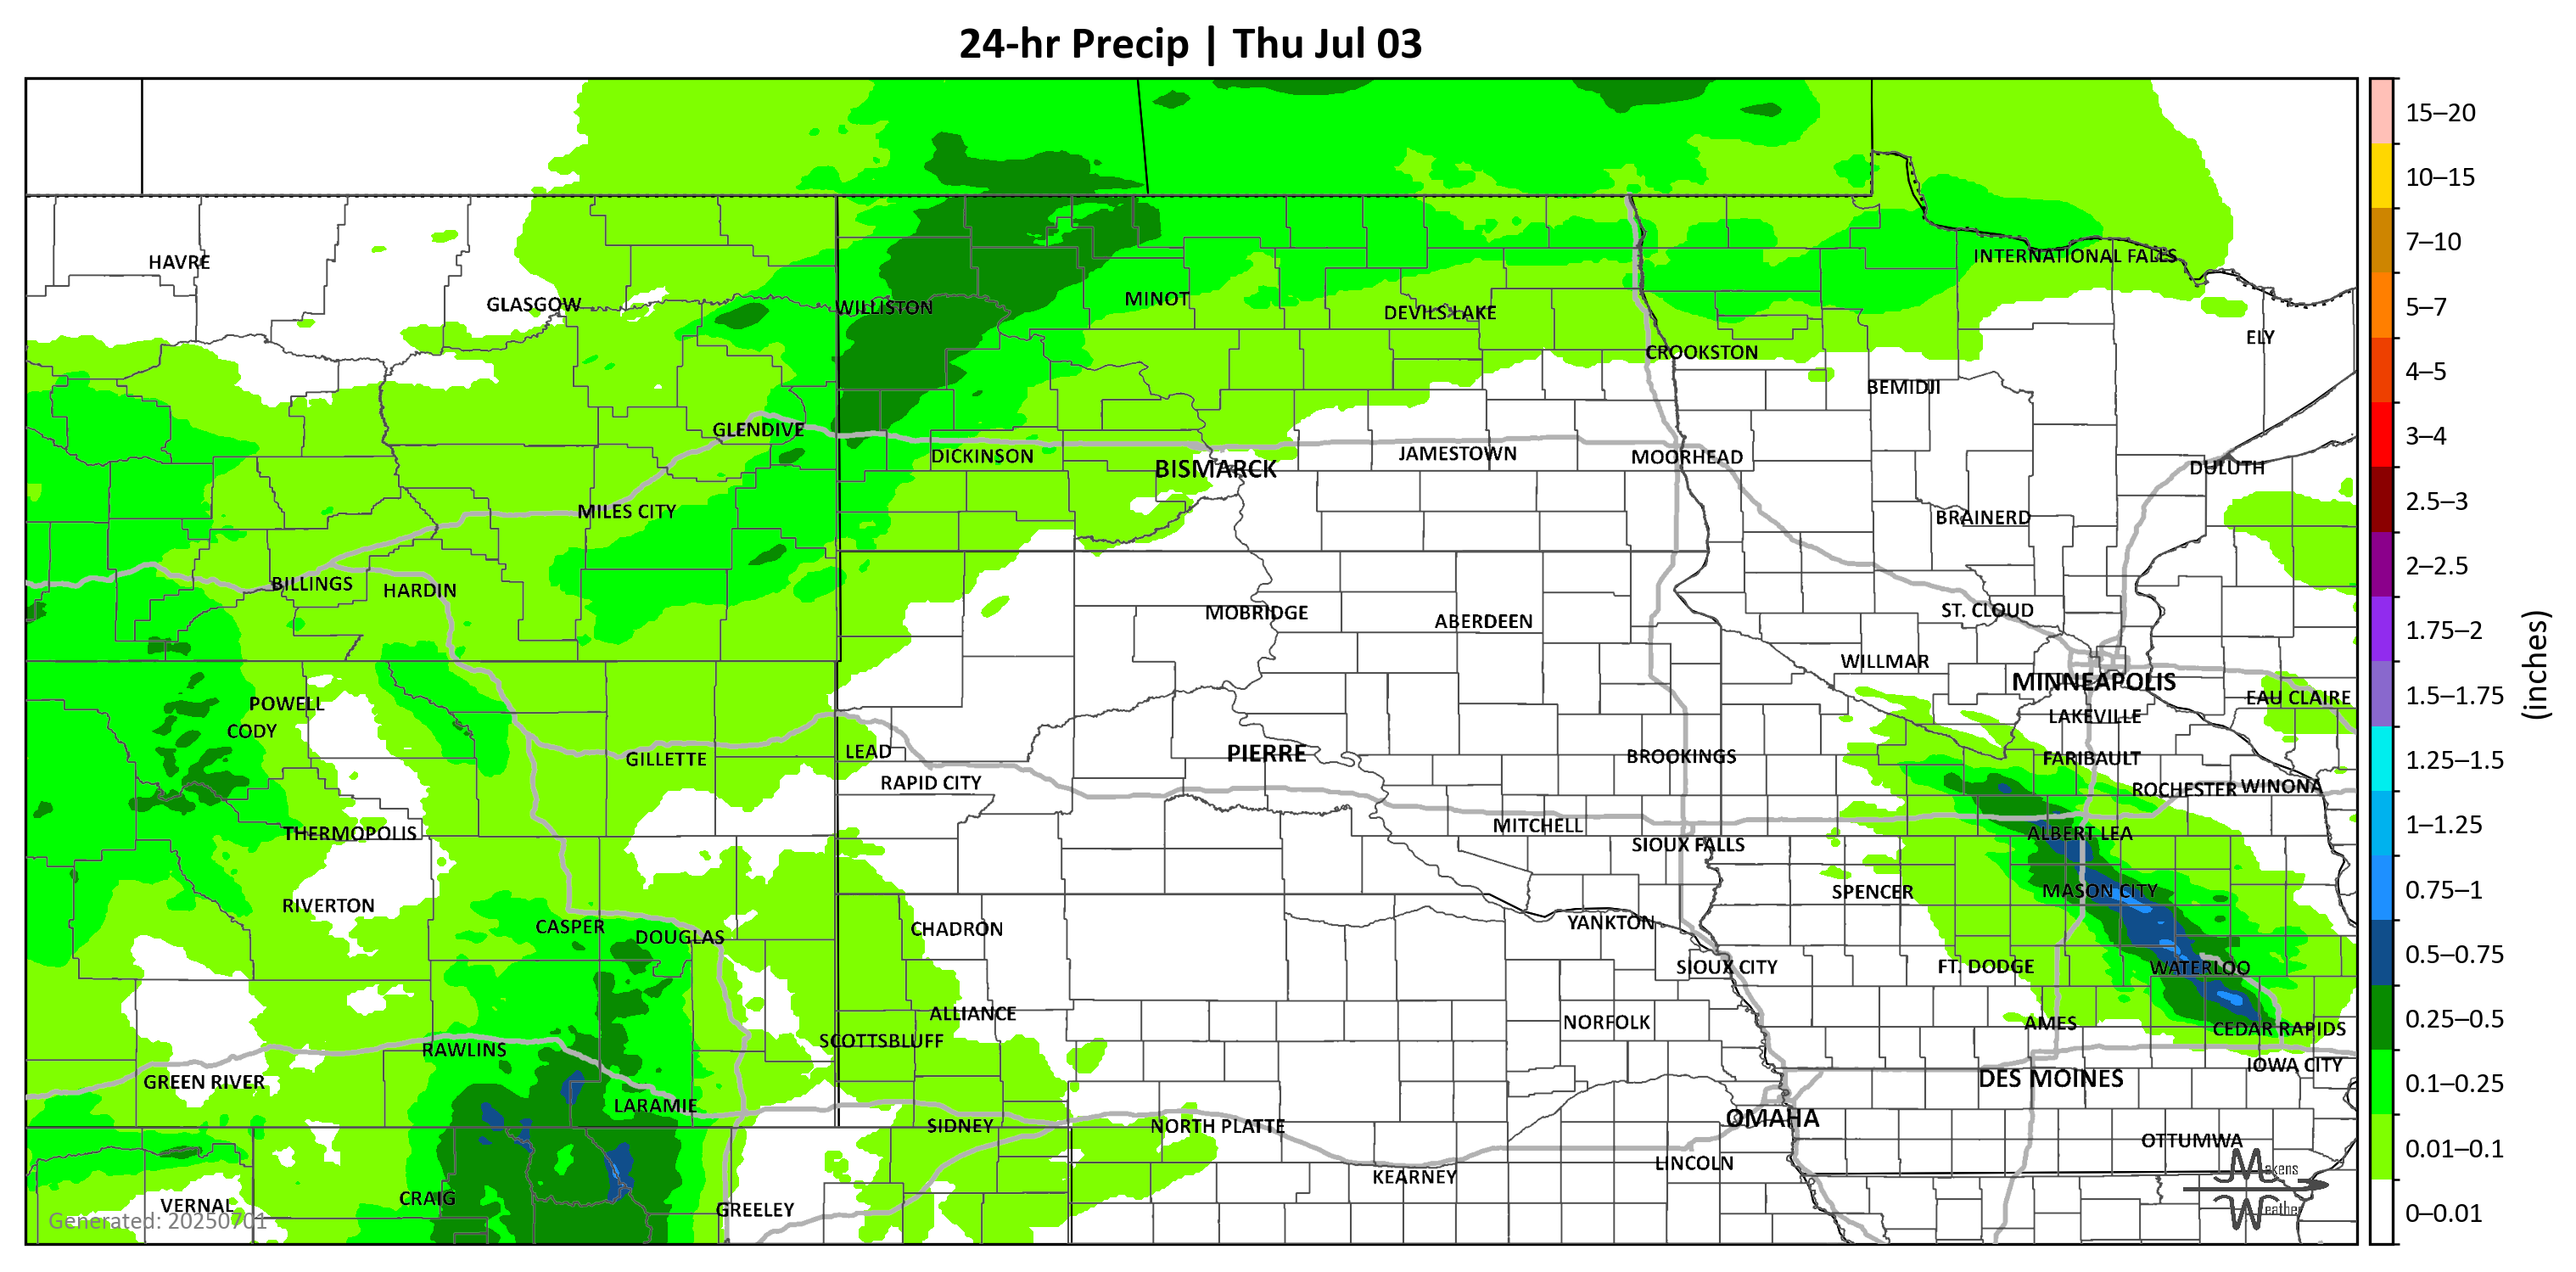 24-hr Precip | Thu Jul 03
15–20
10–15
7–10
5–7
4–5
3–4
2.5–3
2–2.5
1.75–2
1.5–1.75
1.25–1.5
1–1.25
0.75–1
0.5–0.75
0.25–0.5
0.1–0.25
0.01–0.1
0–0.01
(inches)
HAVRE
INTERNATIONAL FALLS
GLASGOW
WILLISTON
MINOT
DEVILS LAKE
ELY
CROOKSTON
BEMIDJI
GLENDIVE
DICKINSON
BISMARCK
JAMESTOWN
MOORHEAD
DULUTH
MILES CITY
BRAINERD
BILLINGS
HARDIN
MOBRIDGE
ABERDEEN
ST. CLOUD
WILLMAR
MINNEAPOLIS
EAU CLAIRE
POWELL
LAKEVILLE
CODY
GILLETTE
LEAD
PIERRE
BROOKINGS
FARIBAULT
RAPID CITY
ROCHESTER
WINONA
THERMOPOLIS
MITCHELL
ALBERT LEA
SIOUX FALLS
RIVERTON
SPENCER
MASON CITY
CASPER
DOUGLAS
CHADRON
YANKTON
SIOUX CITY
FT. DODGE
WATERLOO
ALLIANCE
NORFOLK
AMES
CEDAR RAPIDS
SCOTTSBLUFF
RAWLINS
GREEN RIVER
IOWA CITY
DES MOINES
LARAMIE
SIDNEY
NORTH PLATTE
OMAHA
OTTUMWA
LINCOLN
KEARNEY
VERNAL
CRAIG
GREELEY
Generated: 20250701
Makens
Weather